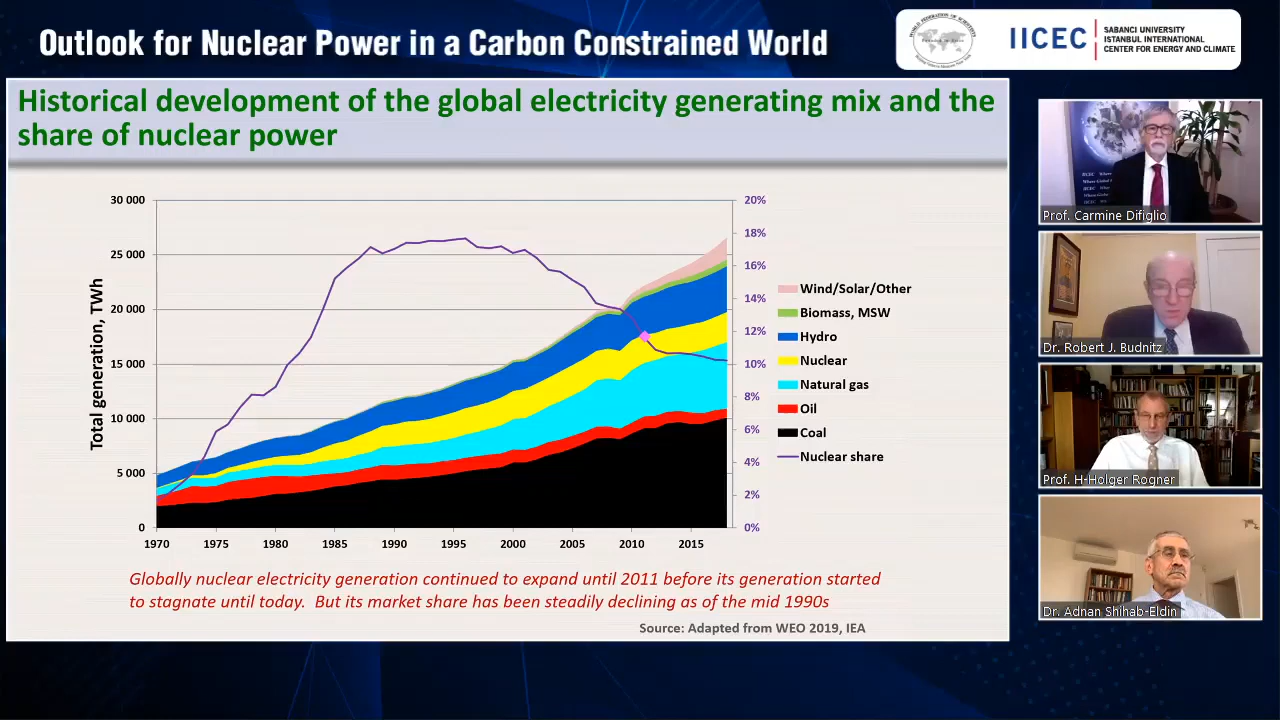 Outlook for Nuclear Power in a Carbon Constrained World
IICEC
SABANCI UNIVERSITY
ISTANBUL INTERNATIONAL
CENTER FOR ENERGY AND CLIMATE
Historical development of the global electricity generating mix and the
share of nuclear power
Total generation, TWh
30 000
25 000
20 000
15 000
10 000
5 000
0
20%
18%
16%
14%
12%
10%
8%
6%
4%
2%
0%
1970 1975 1980 1985 1990 1995 2000 2005 2010 2015
Wind/Solar/Other
Biomass, MSW
Hydro
Nuclear
Natural gas
Oil
Coal
Nuclear share
Globally nuclear electricity generation continued to expand until 2011 before its generation started
to stagnate until today. But its market share has been steadily declining as of the mid 1990s
Source: Adapted from WEO 2019, IEA
Prof. Carmine Difiglio
Dr. Robert J. Budnitz
Prof. H-Holger Rogner
Dr. Adnan Shihab-Eldin